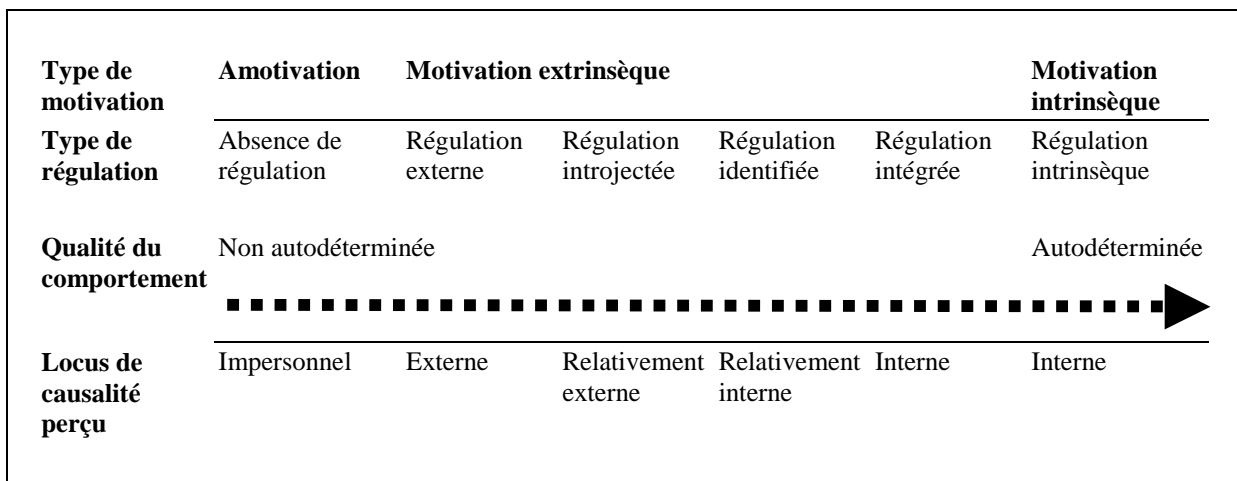 Type de Amotivation Motivation extrinsèque Motivation
motivation intrinsèque
Type de Absence de Régulation Régulation Régulation Régulation Régulation
régulation régulation externe introjectée identifiée intégrée intrinsèque
Qualité du Non autodéterminée Autodéterminée
comportement
Locus de Impersonnel Externe Relativement Relativement Interne Interne
causalité externe interne
perçu